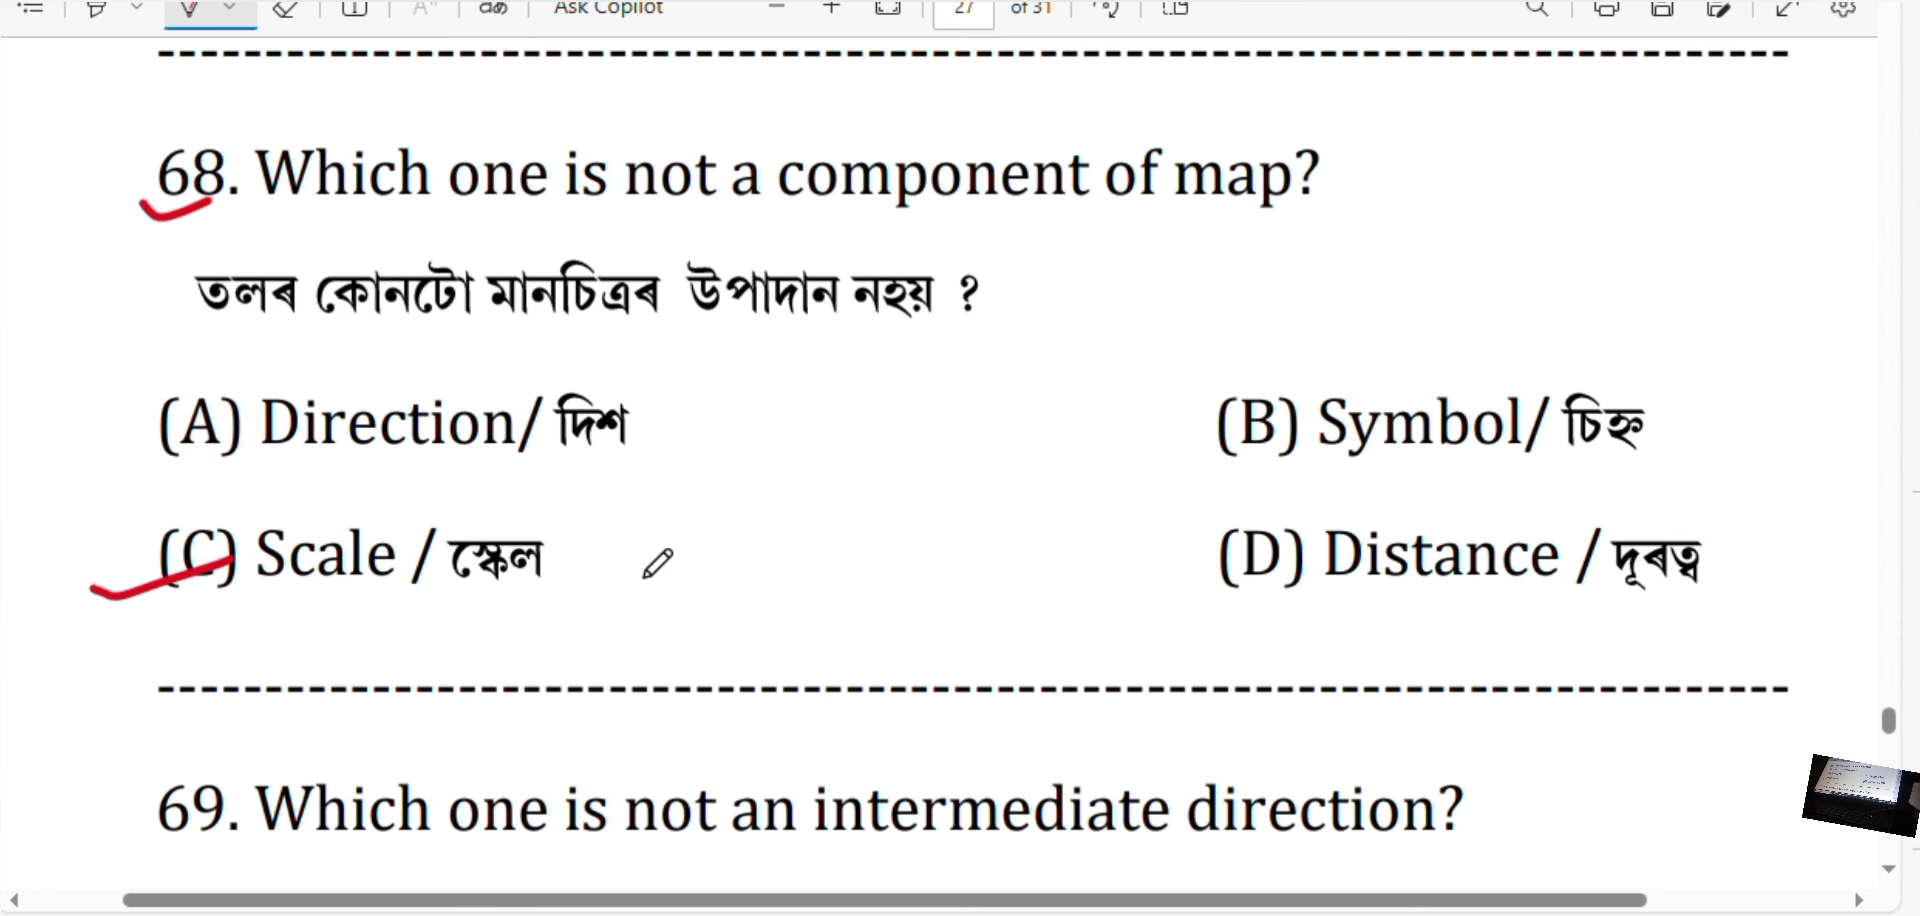 Ask Copilot
27 of 31
68. Which one is not a component of map?
তলৰ কোনটো মানচিত্ৰৰ উপাদান নহয় ?
(A) Direction/ দিশ (B) Symbol/ চিহ্ন
(C) Scale / স্কেল (D) Distance / দূৰত্ব
69. Which one is not an intermediate direction?